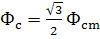 Φc = √3/2 Φcm